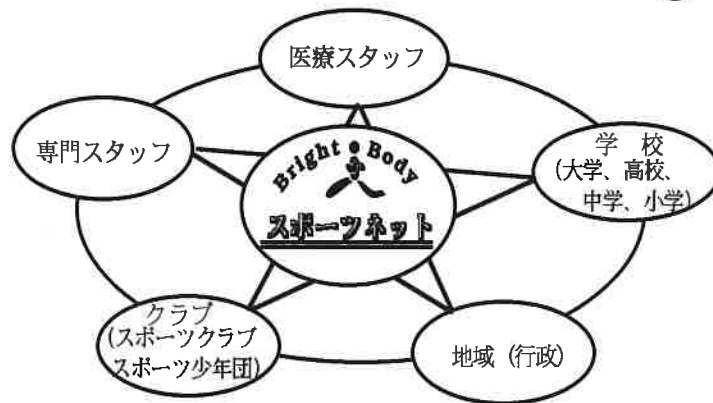 医療スタッフ
専門スタッフ
学 校
(大学、高校、
中学、小学)
Bright Body
スポーツネット
クラブ
(スポーツクラブ
スポーツ少年団)
地域 (行政)